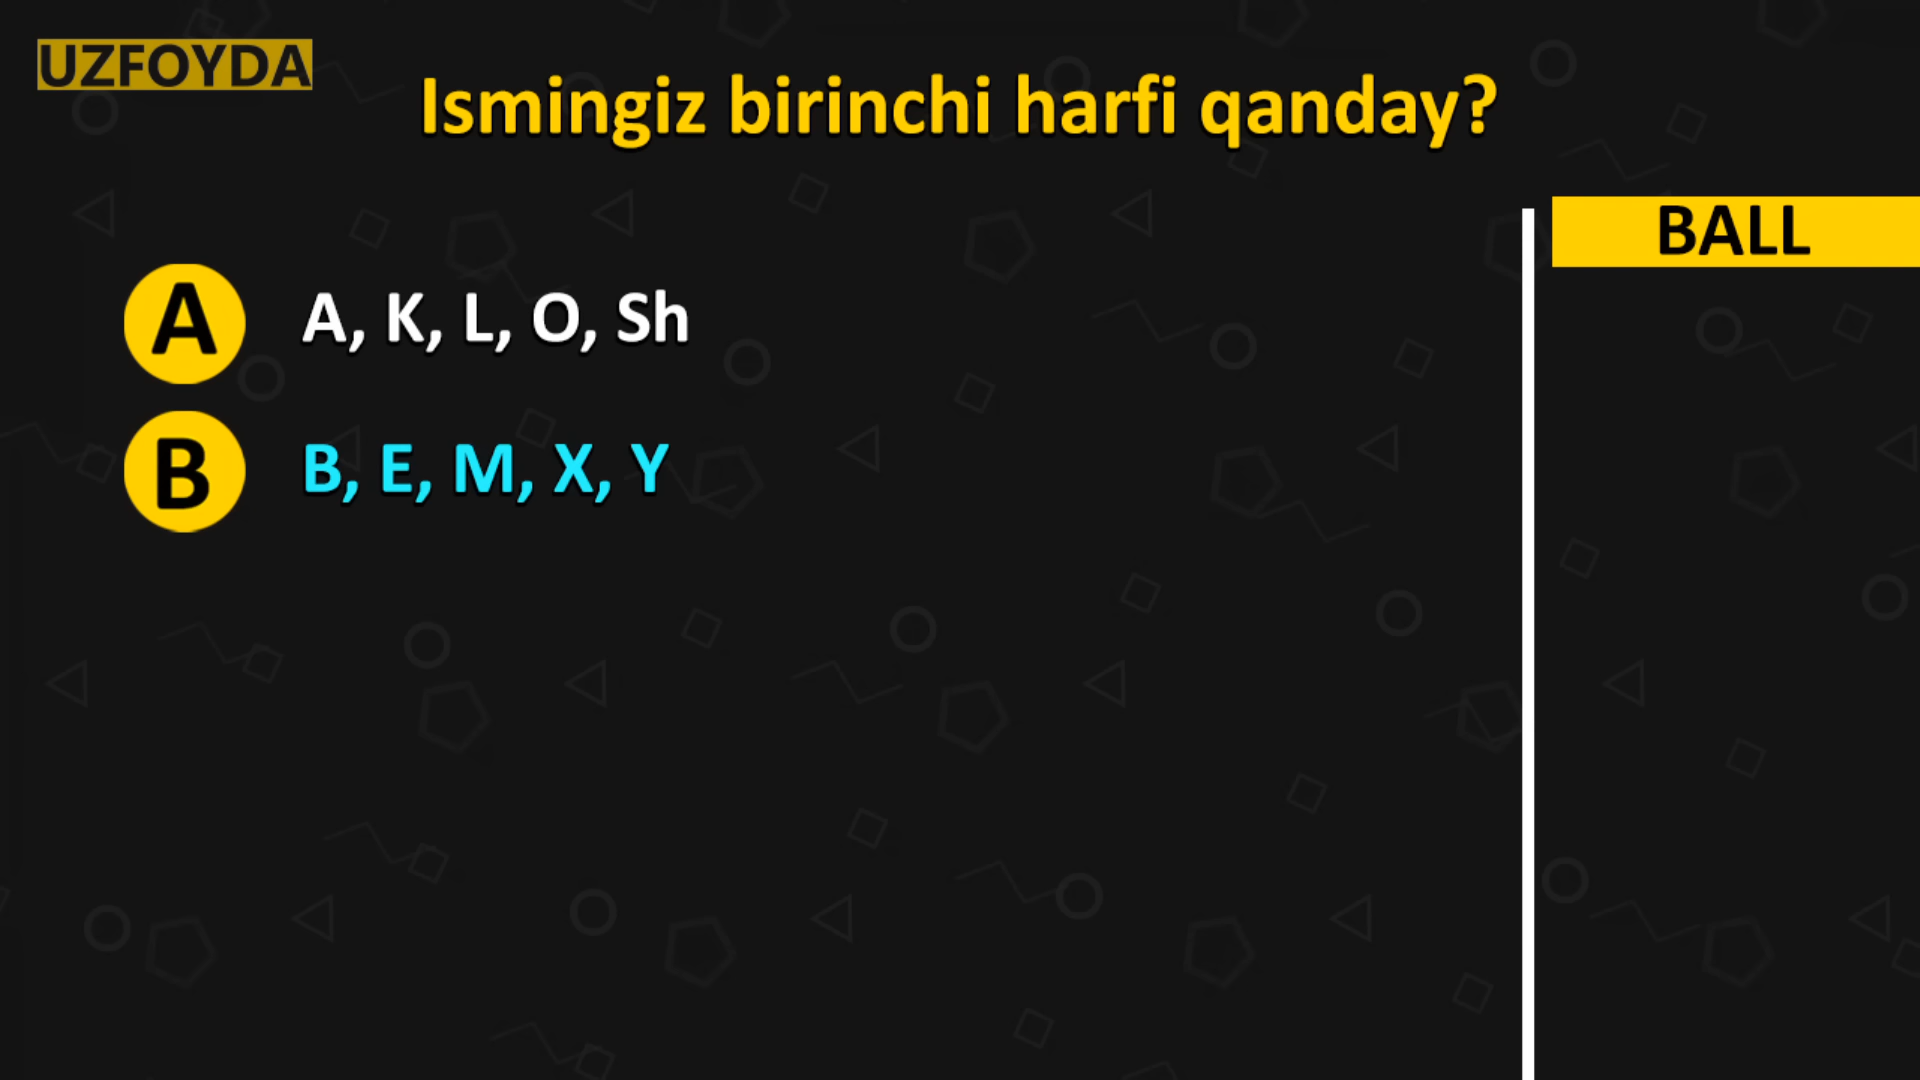 UZFOYDA
Ismingiz birinchi harfi qanday?
BALL
A A, K, L, O, Sh
B B, E, M, X, Y